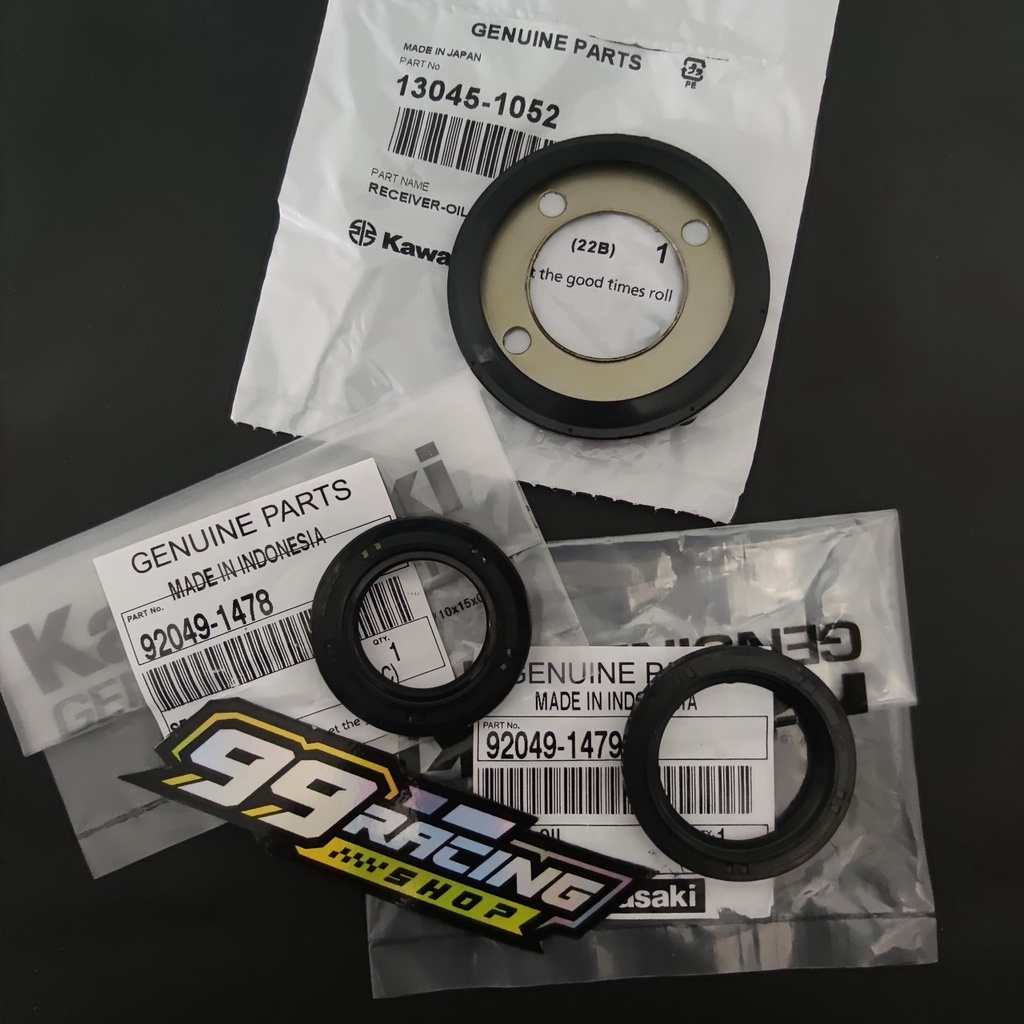 GENUINE PARTS
MADE IN JAPAN
PART No
13045-1052
PE
PART NAME
RECEIVER-OIL
Kawa
(22B) 1
t the good times roll
GENUINE PARTS
MADE IN INDONESIA
PART No.
92049-1478
QTY.
1
GENUINE P
MADE IN INDO
PART No.
92049-1479
asaki
99
RACING
SHOP